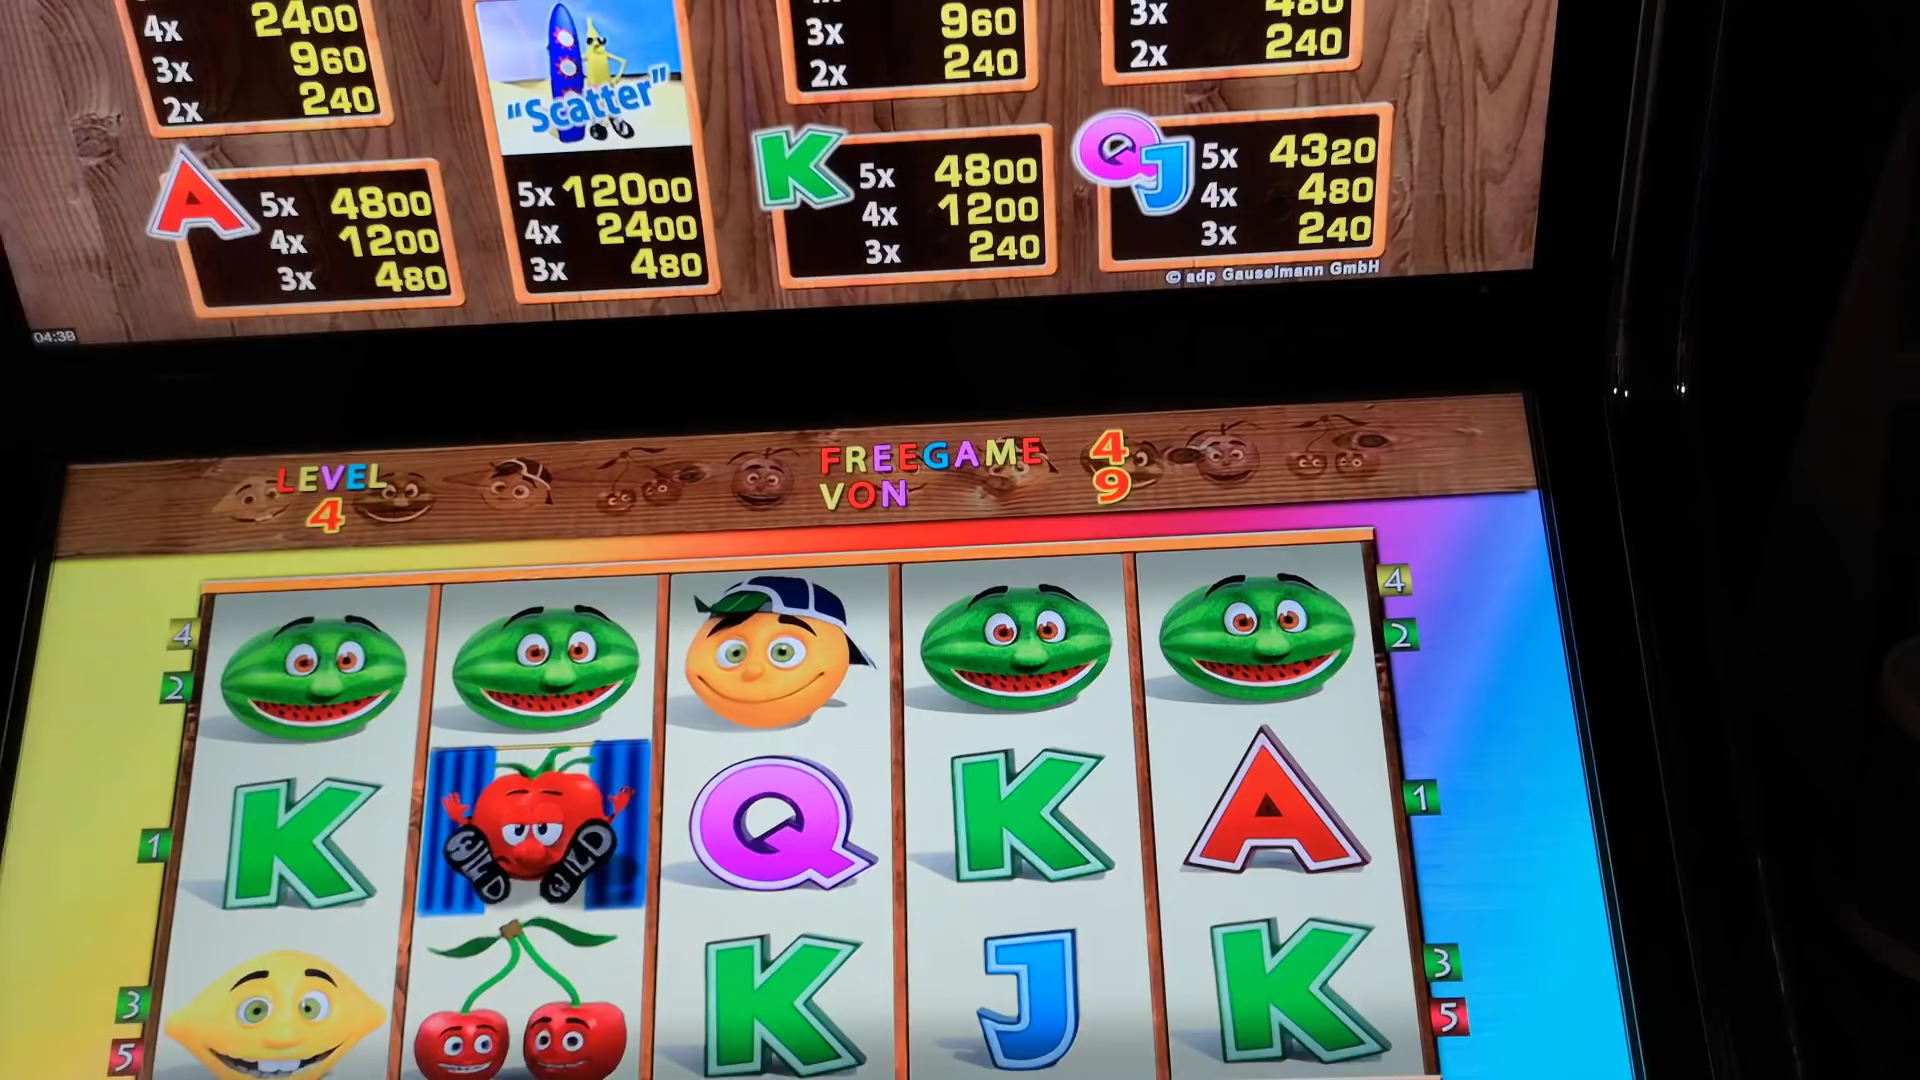 4x 2400
3x 960
2x 240
"Scatter"
3x 960
2x 240
3x 480
2x 240
A
5x 4800
4x 1200
3x 480
5x 12000
4x 2400
3x 480
K
5x 4800
4x 1200
3x 240
QJ
5x 4320
4x 480
3x 240
© adp Gauselmann GmbH
04:38
LEVEL
4
FREEGAME 4
VON 9
4
4
2
2
K
WILD WILD
Q
K
A
1
1
K
J
K
3
3
5
5